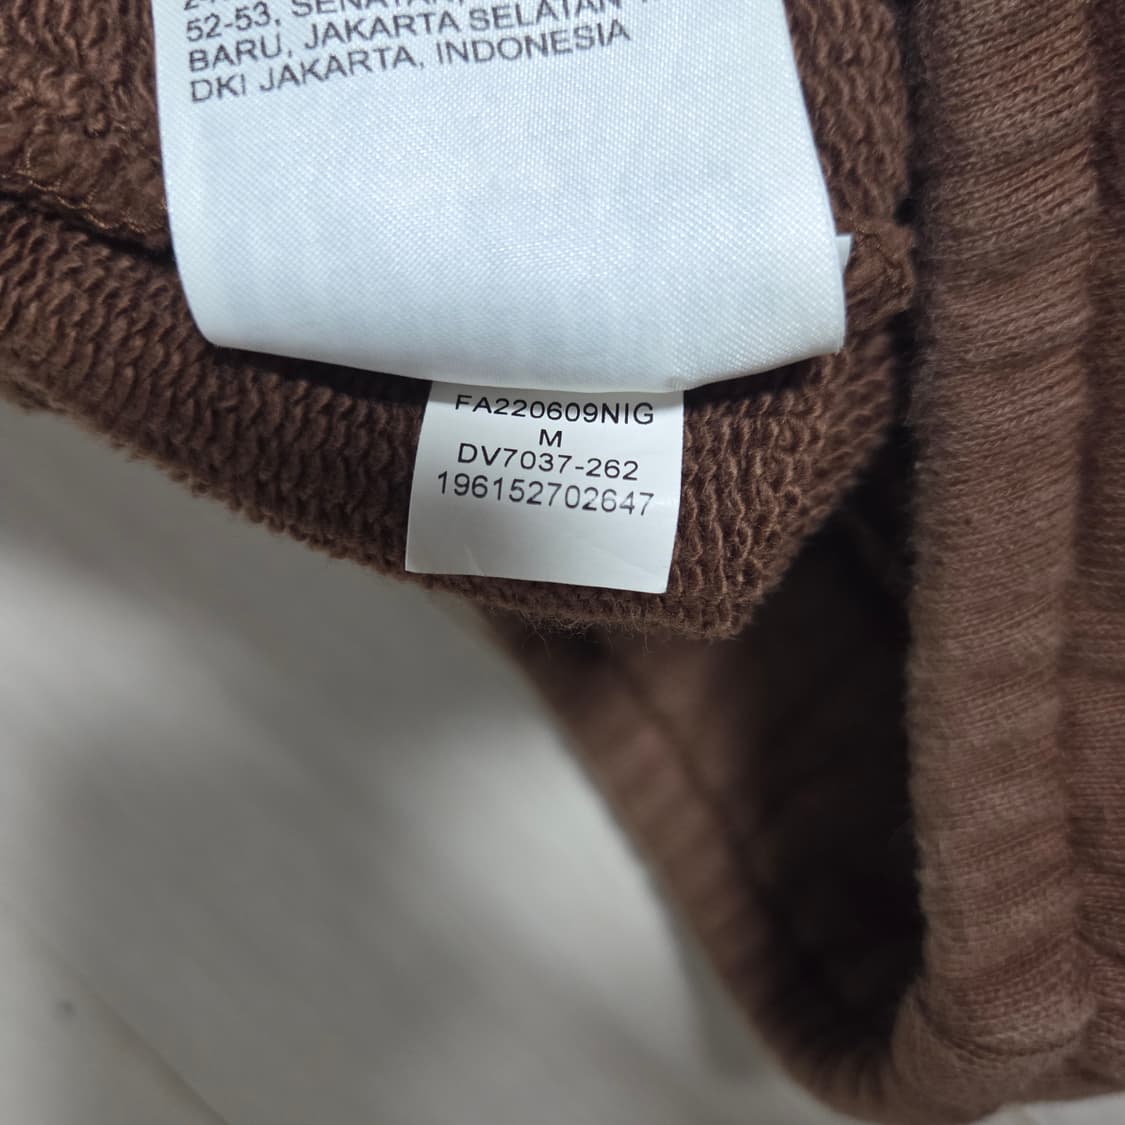 52-53, SENAYAN,
BARU, JAKARTA SELATAN
DKI JAKARTA, INDONESIA
FA220609NIG
M
DV7037-262
196152702647